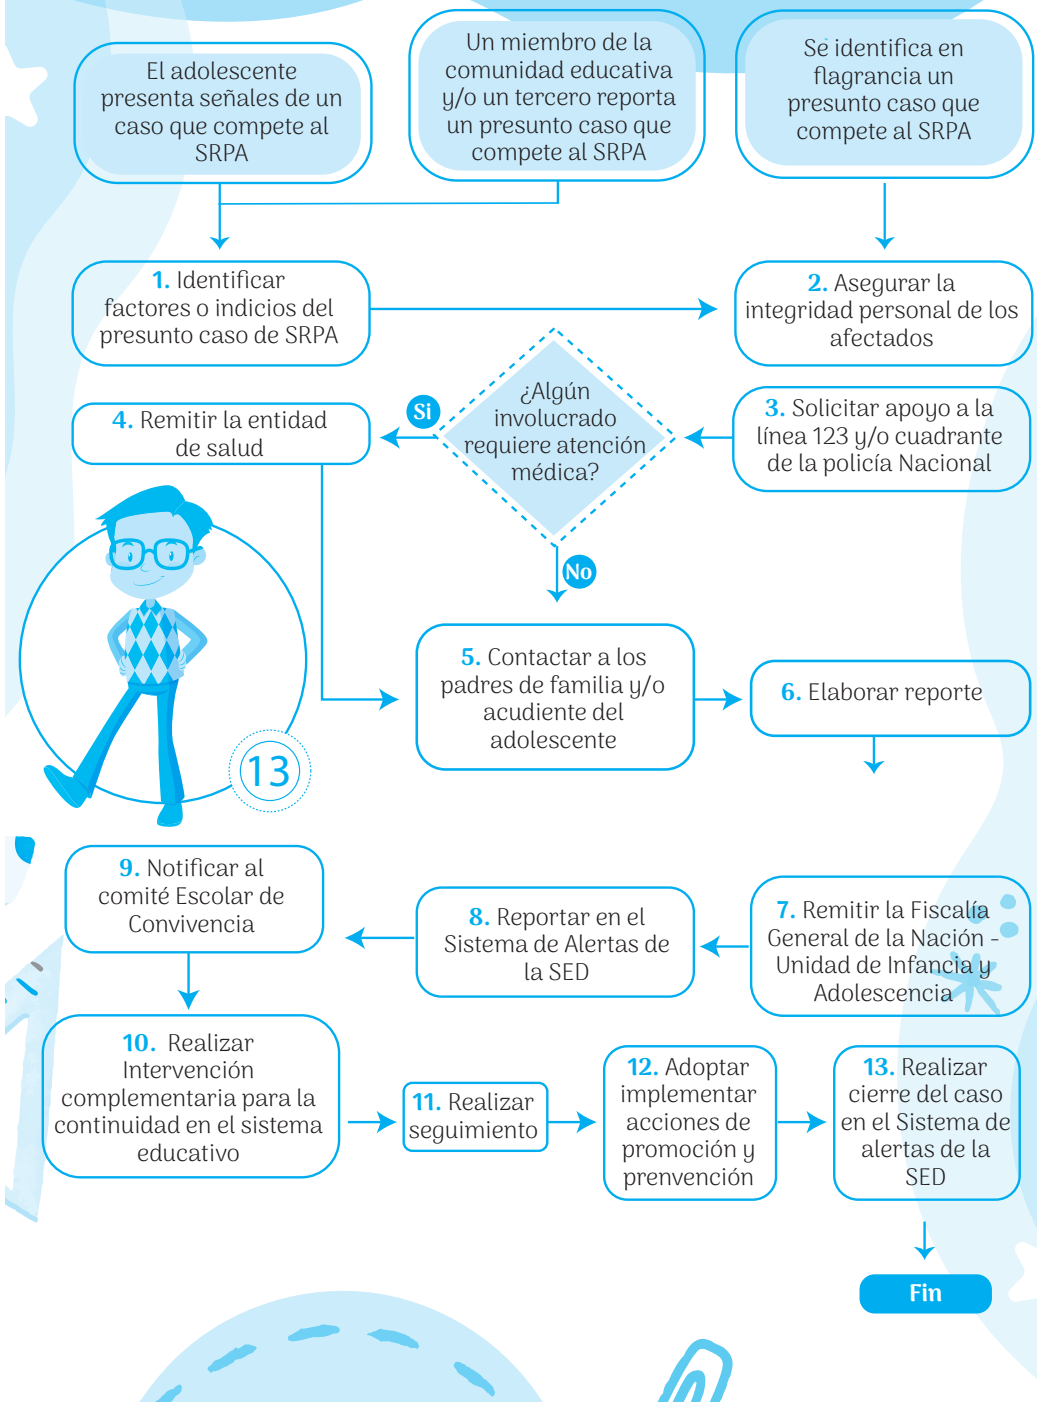 El adolescente
presenta señales de un
caso que compete al
SRPA
Un miembro de la
comunidad educativa
y/o un tercero reporta
un presunto caso que
compete al SRPA
Se identifica en
flagrancia un
presunto caso que
compete al SRPA
1. Identificar
factores o indicios del
presunto caso de SRPA
2. Asegurar la
integridad personal de los
afectados
3. Solicitar apoyo a la
línea 123 y/o cuadrante
de la policía Nacional
¿Algún
involucrado
requiere atención
médica?
Si
4. Remitir la entidad
de salud
No
5. Contactar a los
padres de familia y/o
acudiente del
adolescente
6. Elaborar reporte
13
7. Remitir la Fiscalía
General de la Nación -
Unidad de Infancia y
Adolescencia
8. Reportar en el
Sistema de Alertas de
la SED
9. Notificar al
comité Escolar de
Convivencia
10. Realizar
Intervención
complementaria para la
continuidad en el sistema
educativo
11. Realizar
seguimiento
12. Adoptar
implementar
acciones de
promoción y
prenvención
13. Realizar
cierre del caso
en el Sistema de
alertas de la
SED
Fin